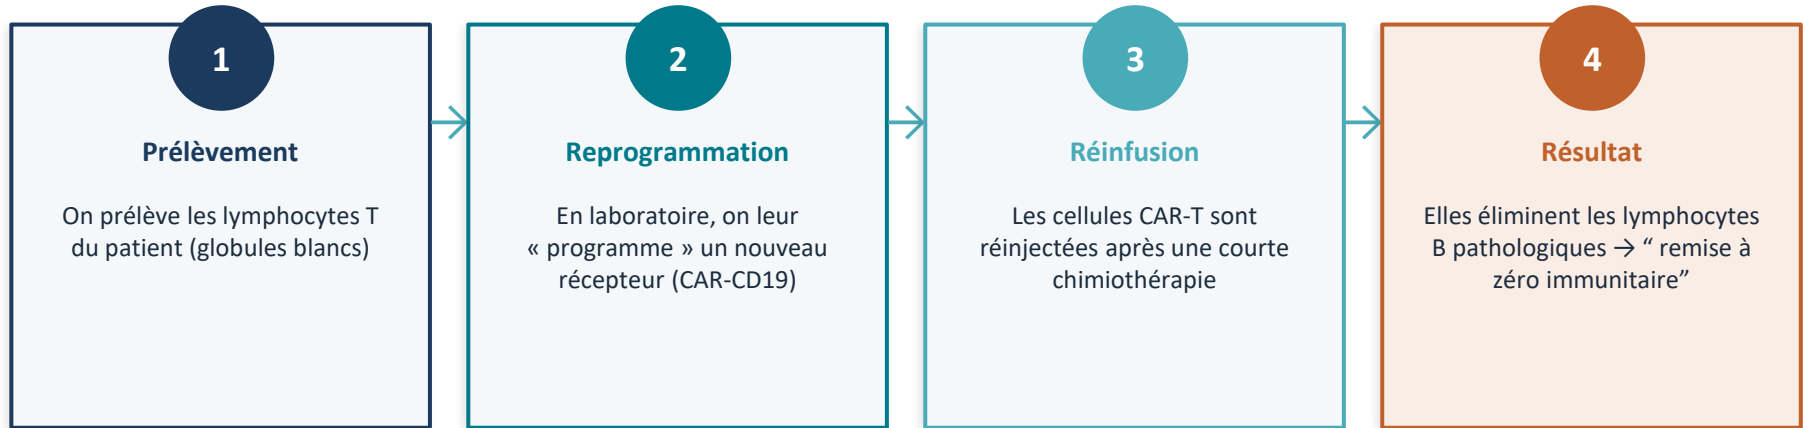 1
Prélèvement
On prélève les lymphocytes T
du patient (globules blancs)
2
Reprogrammation
En laboratoire, on leur
« programme » un nouveau
récepteur (CAR-CD19)
3
Réinfusion
Les cellules CAR-T sont
réinjectées après une courte
chimiothérapie
4
Résultat
Elles éliminent les lymphocytes
B pathologiques → “ remise à
zéro immunitaire”